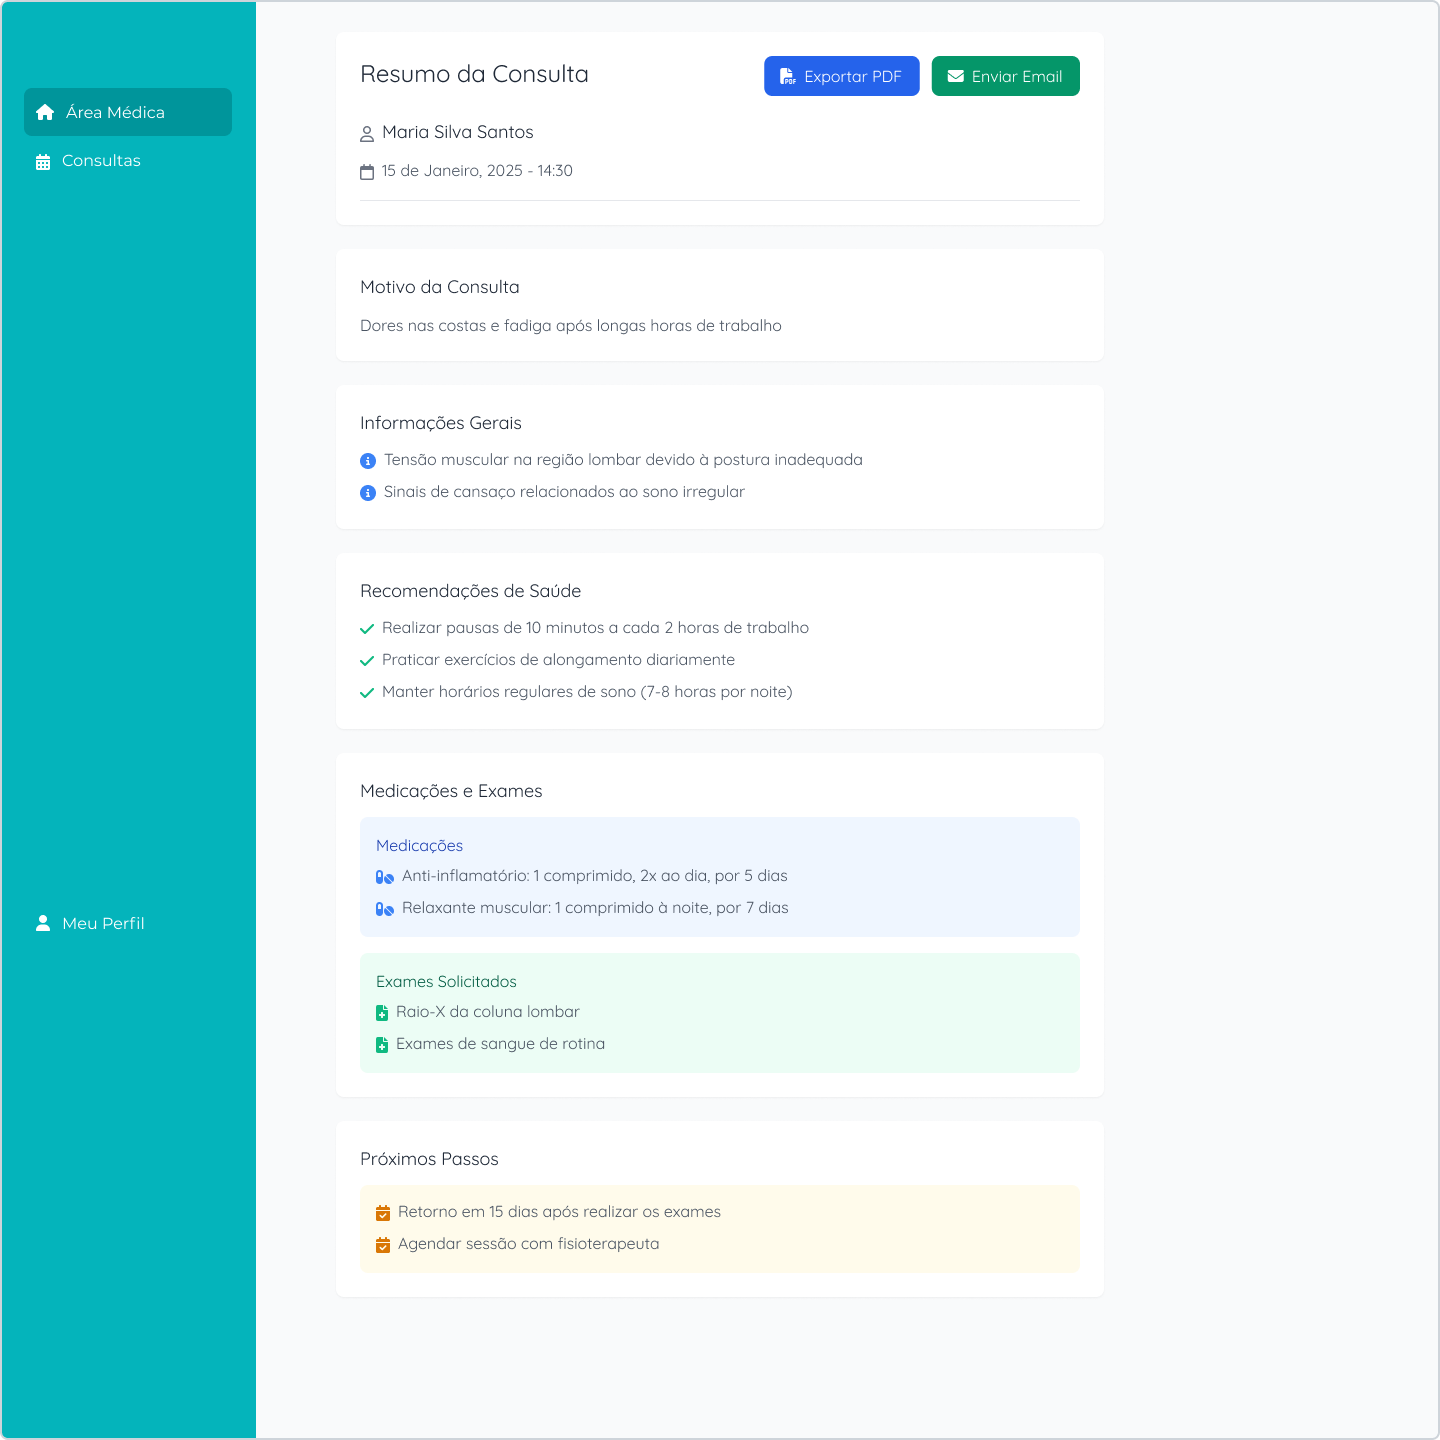 Área Médica
Consultas
Meu Perfil
Resumo da Consulta
Exportar PDF
Enviar Email
Maria Silva Santos
15 de Janeiro, 2025 - 14:30
Motivo da Consulta
Dores nas costas e fadiga após longas horas de trabalho
Informações Gerais
Tensão muscular na região lombar devido à postura inadequada
Sinais de cansaço relacionados ao sono irregular
Recomendações de Saúde
Realizar pausas de 10 minutos a cada 2 horas de trabalho
Praticar exercícios de alongamento diariamente
Manter horários regulares de sono (7-8 horas por noite)
Medicações e Exames
Medicações
Anti-inflamatório: 1 comprimido, 2x ao dia, por 5 dias
Relaxante muscular: 1 comprimido à noite, por 7 dias
Exames Solicitados
Raio-X da coluna lombar
Exames de sangue de rotina
Próximos Passos
Retorno em 15 dias após realizar os exames
Agendar sessão com fisioterapeuta